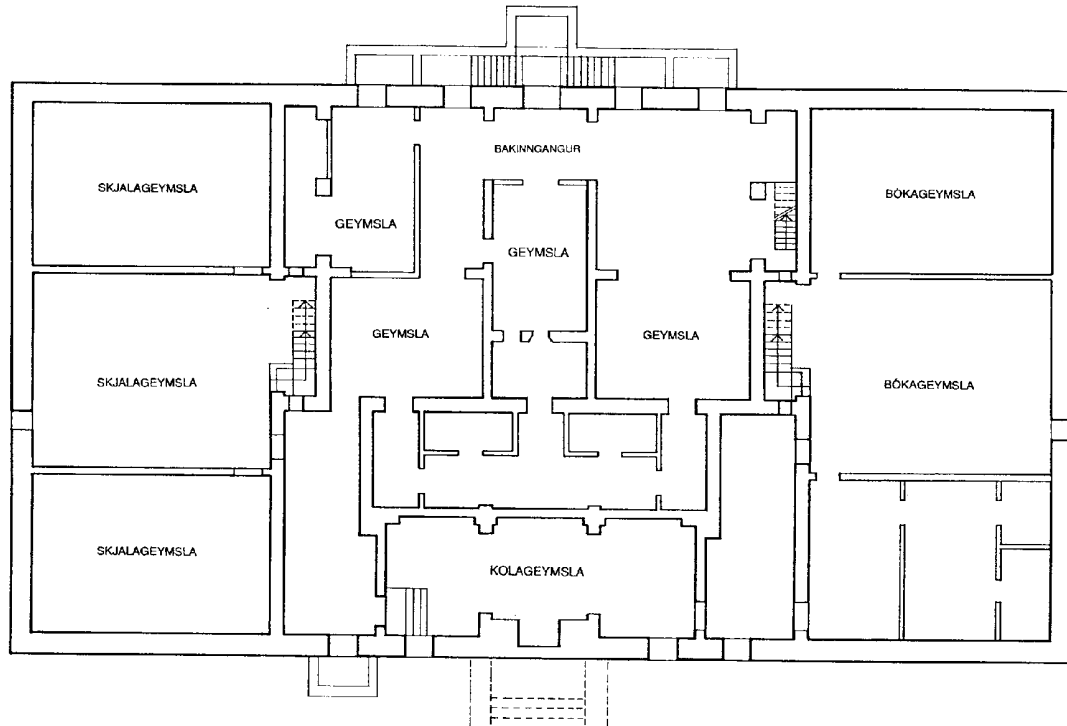 BAKINNGANGUR
SKJALAGEYMSLA
BÓKAGEYMSLA
GEYMSLA
GEYMSLA
GEYMSLA
GEYMSLA
SKJALAGEYMSLA
BÓKAGEYMSLA
SKJALAGEYMSLA
KOLAGEYMSLA